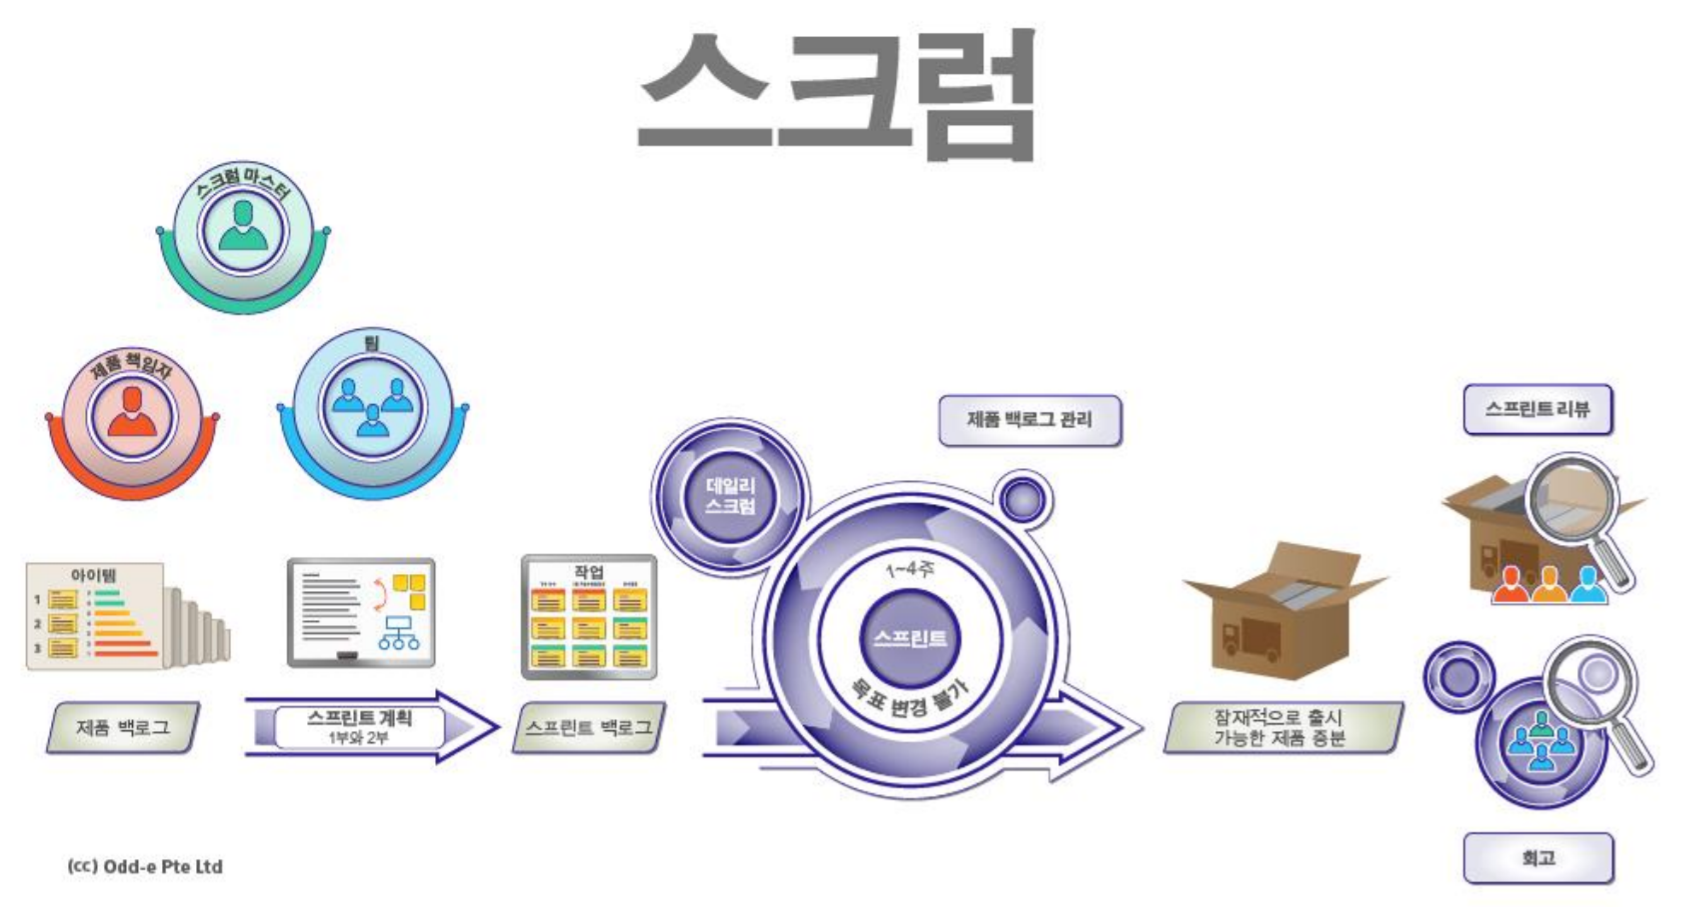 스크럼
스크럼 마스터
제품 책임자
팀
제품 백로그 관리
스프린트 리뷰
데일리
스크럼
1~4주
스프린트
목표 변경 불가
아이템
1
2
3
작업
제품 백로그
스프린트 계획
1부와 2부
스프린트 백로그
잠재적으로 출시
가능한 제품 증분
회고
(cc) Odd-e Pte Ltd